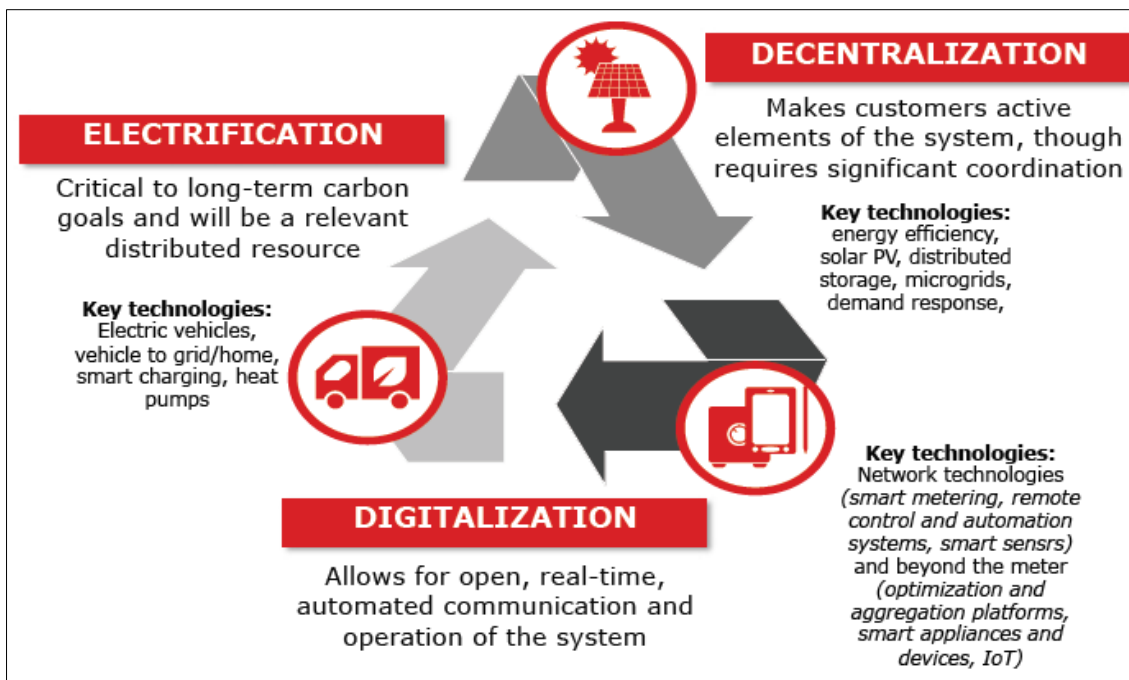 ELECTRIFICATION
Critical to long-term carbon
goals and will be a relevant
distributed resource
Key technologies:
Electric vehicles,
vehicle to grid/home,
smart charging, heat
pumps
DECENTRALIZATION
Makes customers active
elements of the system, though
requires significant coordination
Key technologies:
energy efficiency,
solar PV, distributed
storage, microgrids,
demand response,
DIGITALIZATION
Allows for open, real-time,
automated communication and
operation of the system
Key technologies:
Network technologies
(smart metering, remote
control and automation
systems, smart sensrs)
and beyond the meter
(optimization and
aggregation platforms,
smart appliances and
devices, IoT)